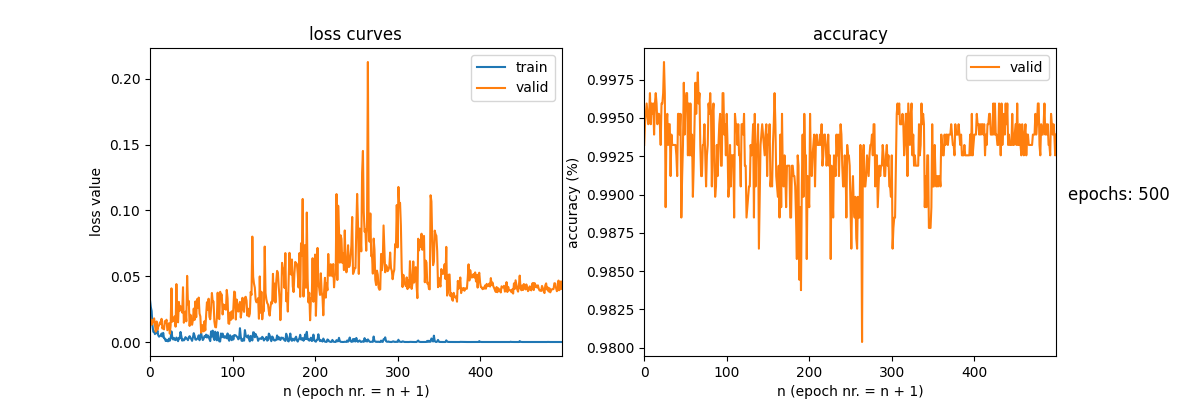 loss curves
train
valid
0.20
0.15
0.10
0.05
0.00
loss value
0
100
200
300
400
n (epoch nr. = n + 1)
accuracy
valid
0.9975
0.9950
0.9925
0.9900
0.9875
0.9850
0.9825
0.9800
accuracy (%)
0
100
200
300
400
n (epoch nr. = n + 1)
epochs: 500